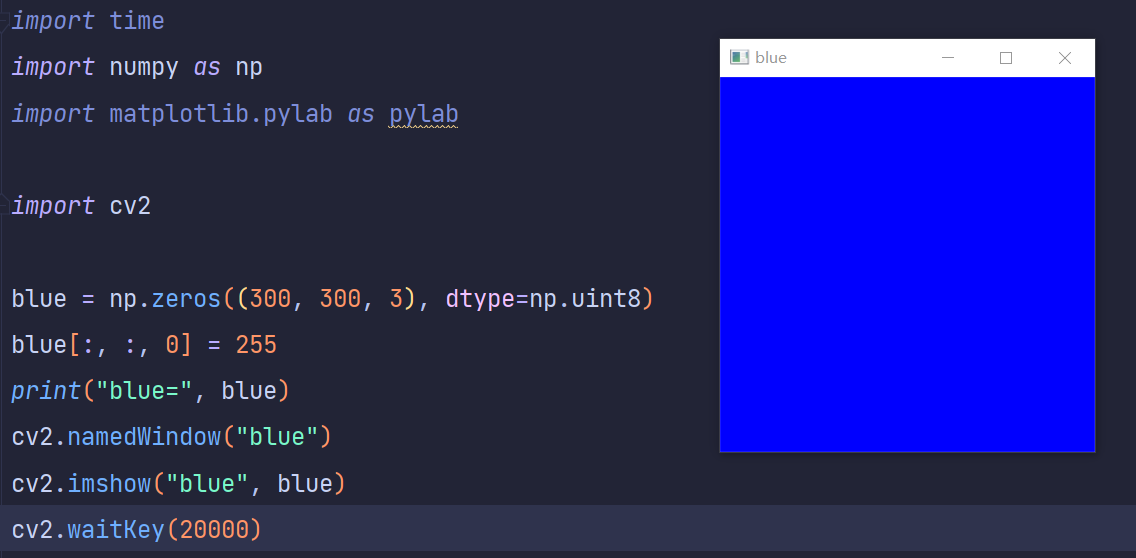 import time
import numpy as np
import matplotlib.pylab as pylab
import cv2
blue = np.zeros((300, 300, 3), dtype=np.uint8)
blue[:, :, 0] = 255
print("blue=", blue)
cv2.namedWindow("blue")
cv2.imshow("blue", blue)
cv2.waitKey(20000)
blue